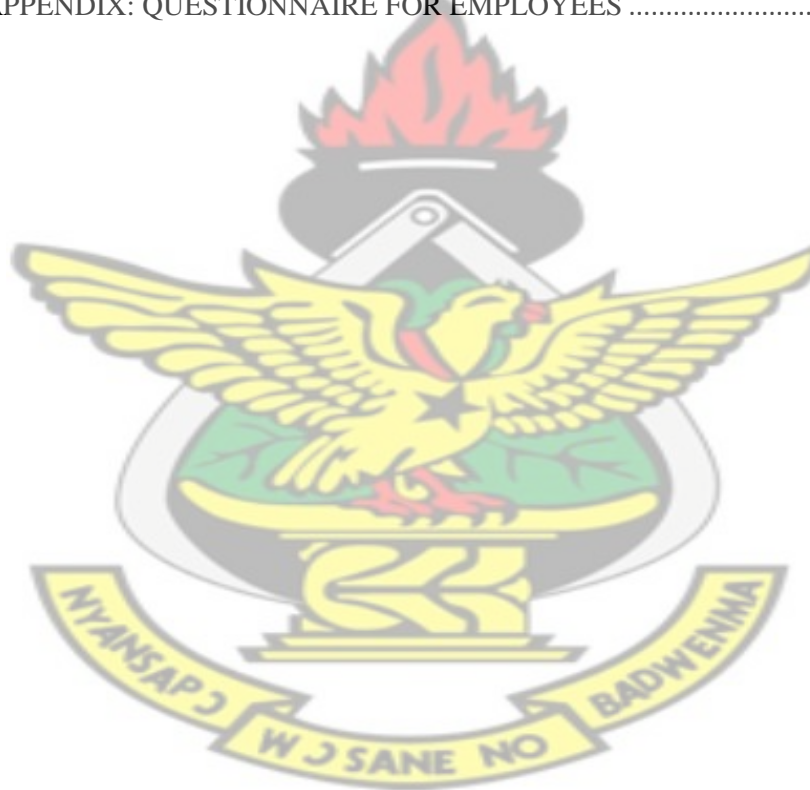 APPENDIX: QUESTIONNAIRE FOR EMPLOYEES ........................
NYANSAPƆ
WƆSANE NO
BADWENMA